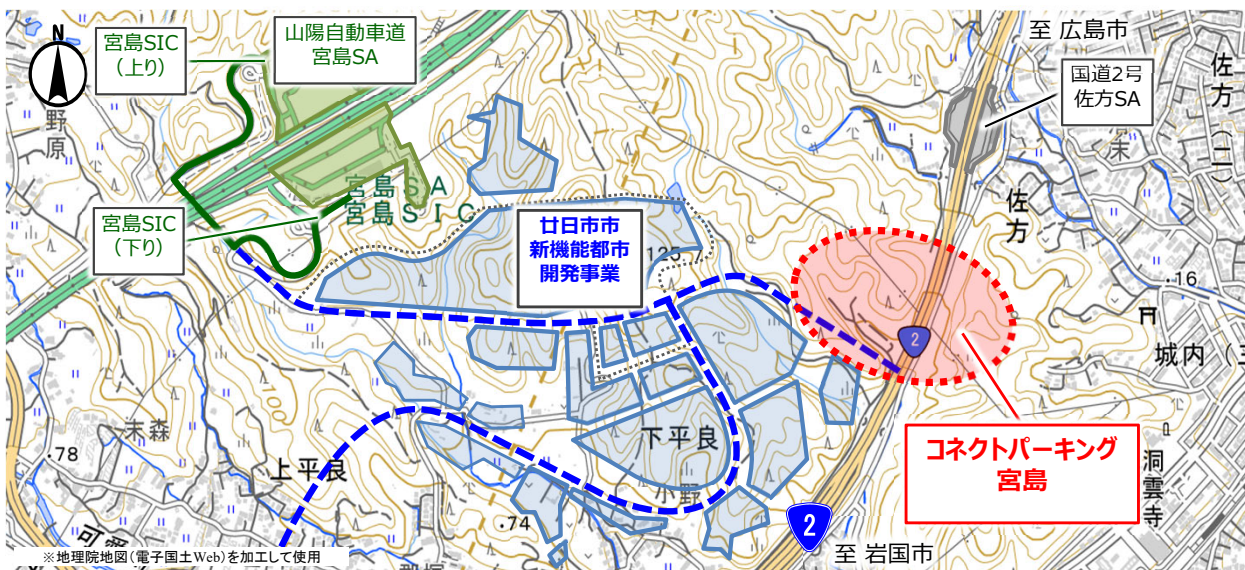 N
宮島SIC
(上り)
山陽自動車道
宮島SA
至 広島市
国道2号
佐方SA
佐方(二)
野原
宮島SA
宮島SIC
宮島SIC
(下り)
廿日市市
新機能都市
開発事業
125.7
佐方
.16
2
城内(三
コネクトパーキング
宮島
末森
.78
上平良
下平良
小野
.74
洞雲寺
2
至 岩国市
※地理院地図(電子国土Web)を加工して使用